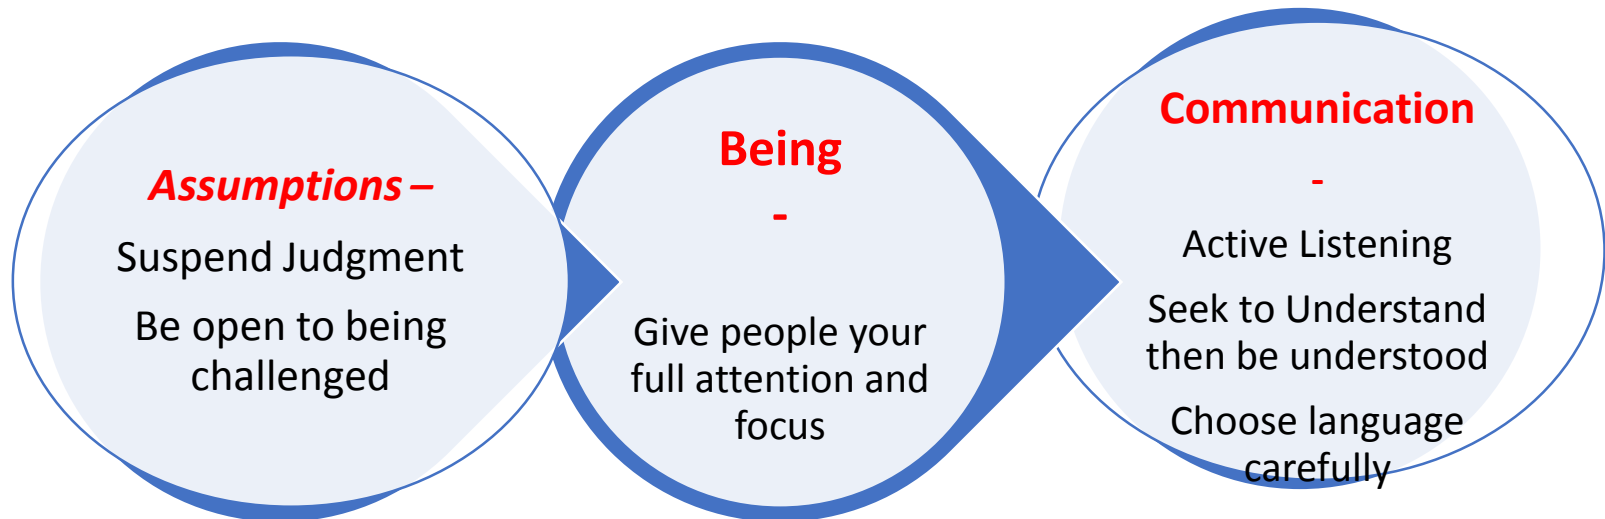 Assumptions –
Suspend Judgment
Be open to being
challenged
Being
-
Give people your
full attention and
focus
Communication
-
Active Listening
Seek to Understand
then be understood
Choose language
carefully